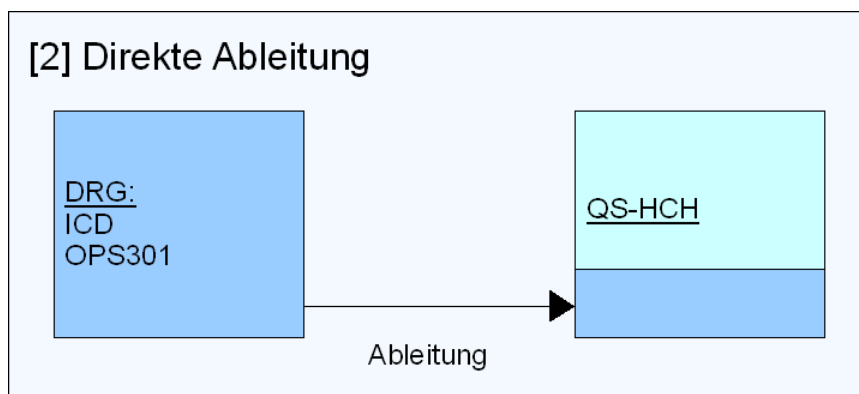 [2] Direkte Ableitung
DRG:
ICD
OPS301
QS-HCH
Ableitung